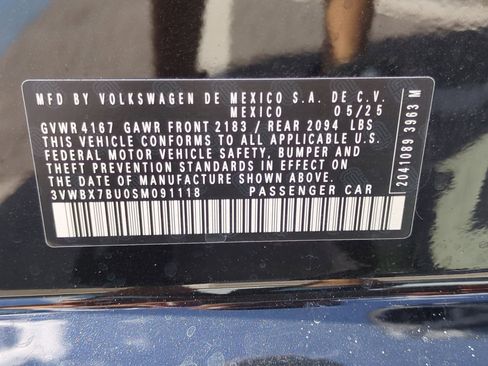 MFD BY VOLKSWAGEN DE MEXICO S.A. DE C.V.
MEXICO 05/25
GVWR 4167 GAWR FRONT 2183 / REAR 2094 LBS
THIS VEHICLE CONFORMS TO ALL APPLICABLE U.S.
FEDERAL MOTOR VEHICLE SAFETY, BUMPER AND
THEFT PREVENTION STANDARDS IN EFFECT ON
THE DATE OF MANUFACTURE SHOWN ABOVE.
3VWBX7BU0SM091118 PASSENGER CAR
20410889 3963 M